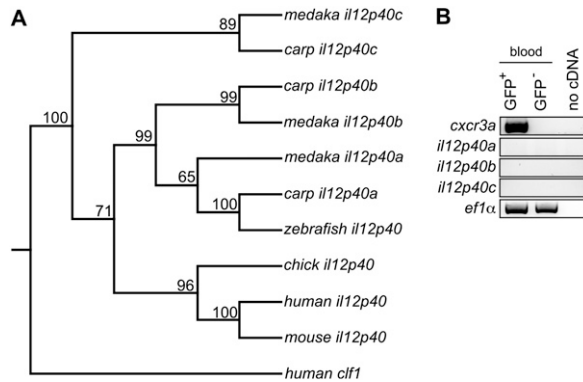 A
medaka il12p40c
89
carp il12p40c
carp il12p40b
99
medaka il12p40b
100
99
medaka il12p40a
65
carp il12p40a
71
100
zebrafish il12p40
chick il12p40
96
human il12p40
100
mouse il12p40
human clf1
B
blood
GFP+
GFP-
no cDNA
cxcr3a
il12p40a
il12p40b
il12p40c
ef1α